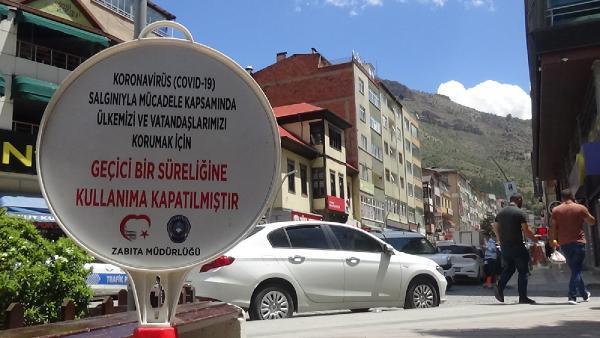 KORONAVİRÜS (COVID-19)
SALGINIYLA MÜCADELE KAPSAMINDA
ÜLKEMİZİ VE VATANDAŞLARIMIZI
KORUMAK İÇİN
GEÇİCİ BİR SÜRELİĞİNE
KULLANIMA KAPATILMIŞTIR
ZABITA MÜDÜRLÜĞÜ
TRAFİK